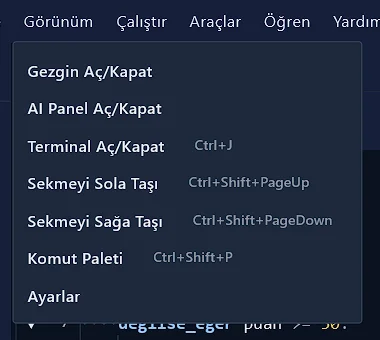 Görünüm Çalıştır Araçlar Öğren Yardım
Gezgin Aç/Kapat
AI Panel Aç/Kapat
Terminal Aç/Kapat Ctrl+J
Sekmeyi Sola Taşı Ctrl+Shift+PageUp
Sekmeyi Sağa Taşı Ctrl+Shift+PageDown
Komut Paleti Ctrl+Shift+P
Ayarlar
puan >= 50: